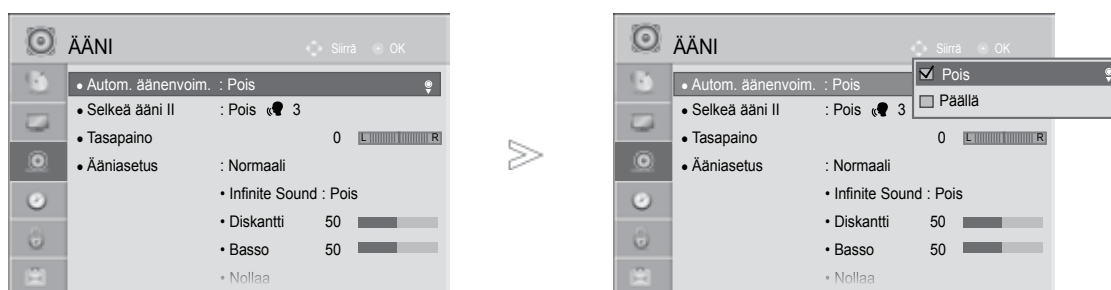 ÄÄNI
Siirrä OK
• Autom. äänenvoim. : Pois
• Selkeä ääni II : Pois 3
• Tasapaino 0 L R
• Ääniasetus : Normaali
• Infinite Sound : Pois
• Diskantti 50
• Basso 50
• Nollaa
ÄÄNI
Siirrä OK
• Autom. äänenvoim. : Pois
Pois
Päällä
• Selkeä ääni II : Pois 3
• Tasapaino 0 L R
• Ääniasetus : Normaali
• Infinite Sound : Pois
• Diskantti 50
• Basso 50
• Nollaa